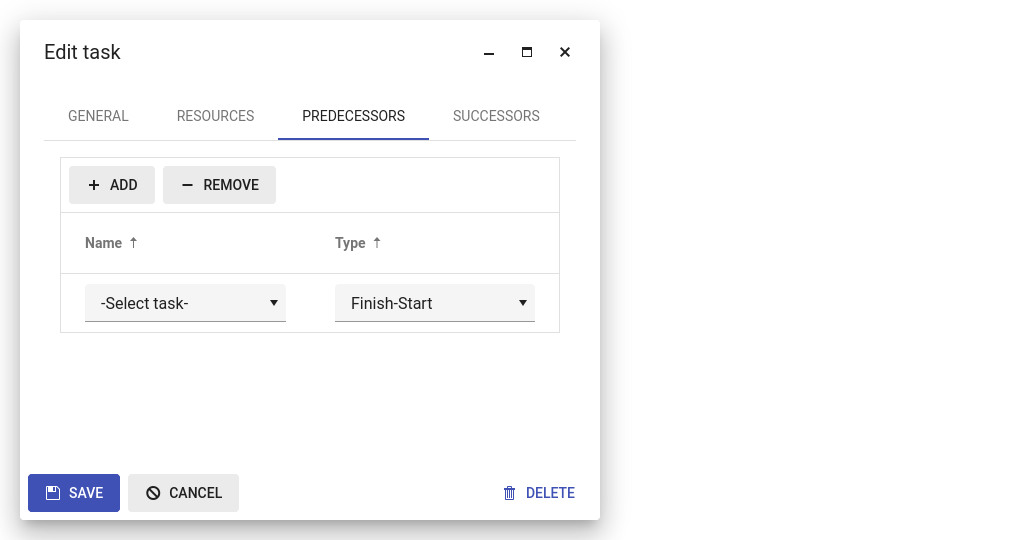 Edit task
GENERAL RESOURCES PREDECESSORS SUCCESSORS
ADD REMOVE
Name Type
-Select task- Finish-Start
SAVE CANCEL DELETE